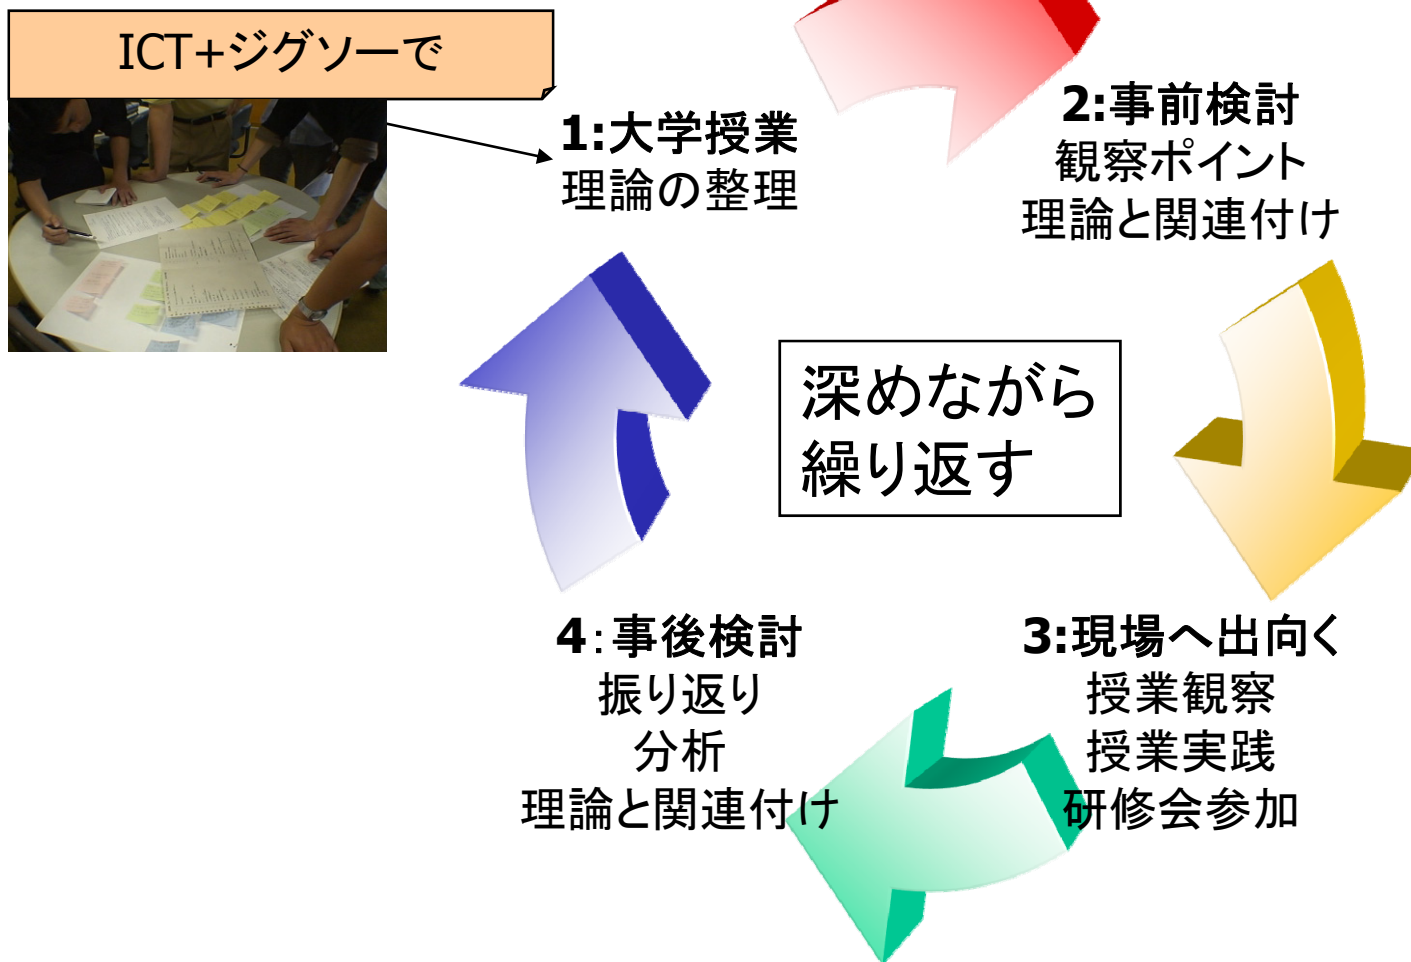 ICT+ジグソーで
1:大学授業
理論の整理
2:事前検討
観察ポイント
理論と関連付け
深めながら
繰り返す
3:現場へ出向く
授業観察
授業実践
研修会参加
4:事後検討
振り返り
分析
理論と関連付け